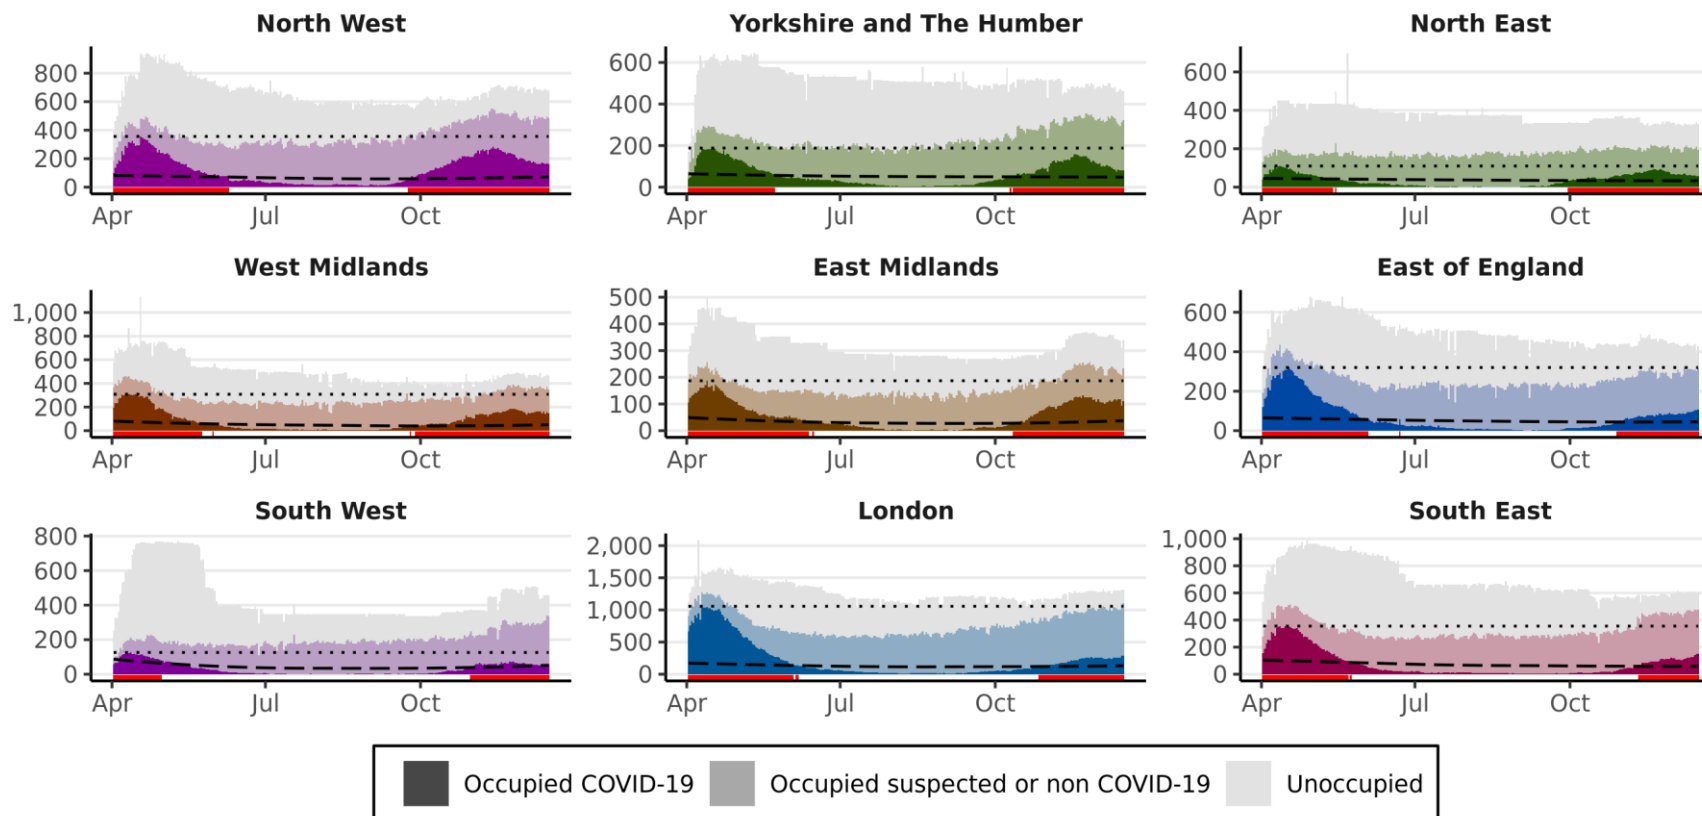 North West
Yorkshire and The Humber
North East
800
600
400
200
0
Apr
Jul
Oct
600
400
200
0
Apr
Jul
Oct
600
400
200
0
Apr
Jul
Oct
West Midlands
East Midlands
East of England
1,000
800
600
400
200
0
Apr
Jul
Oct
500
400
300
200
100
0
Apr
Jul
Oct
600
400
200
0
Apr
Jul
Oct
South West
London
South East
800
600
400
200
0
Apr
Jul
Oct
2,000
1,500
1,000
500
0
Apr
Jul
Oct
1,000
800
600
400
200
0
Apr
Jul
Oct
Occupied COVID-19
Occupied suspected or non COVID-19
Unoccupied